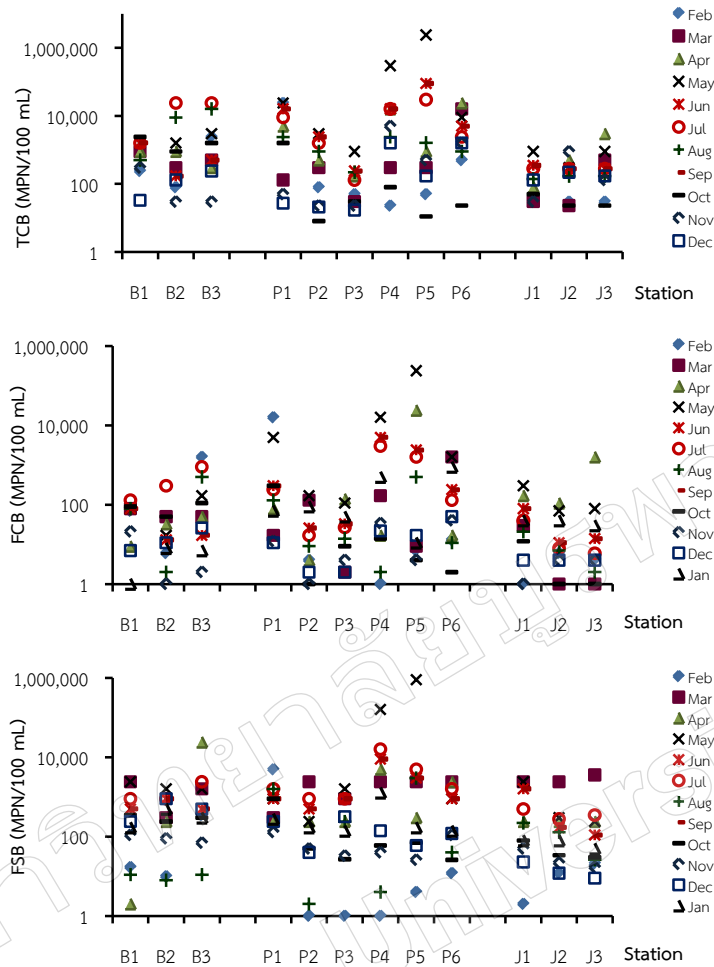 TCB (MPN/100 mL)
1,000,000
10,000
100
1
B1 B2 B3 P1 P2 P3 P4 P5 P6 J1 J2 J3 Station
Feb
Mar
Apr
May
Jun
Jul
Aug
Sep
Oct
Nov
Dec
FCB (MPN/100 mL)
1,000,000
10,000
100
1
B1 B2 B3 P1 P2 P3 P4 P5 P6 J1 J2 J3 Station
Feb
Mar
Apr
May
Jun
Jul
Aug
Sep
Oct
Nov
Dec
Jan
FSB (MPN/100 mL)
1,000,000
10,000
100
1
B1 B2 B3 P1 P2 P3 P4 P5 P6 J1 J2 J3 Station
Feb
Mar
Apr
May
Jun
Jul
Aug
Sep
Oct
Nov
Dec
Jan